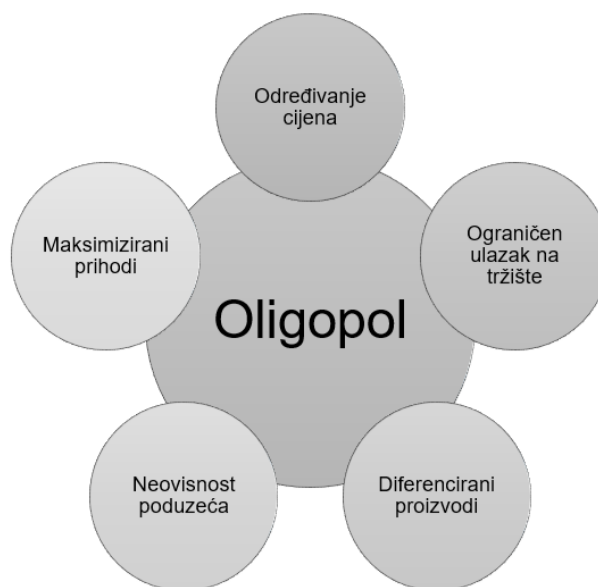 Određivanje
cijena
Ograničen
ulazak na
tržište
Diferencirani
proizvodi
Neovisnost
poduzeća
Maksimizirani
prihodi
Oligopol